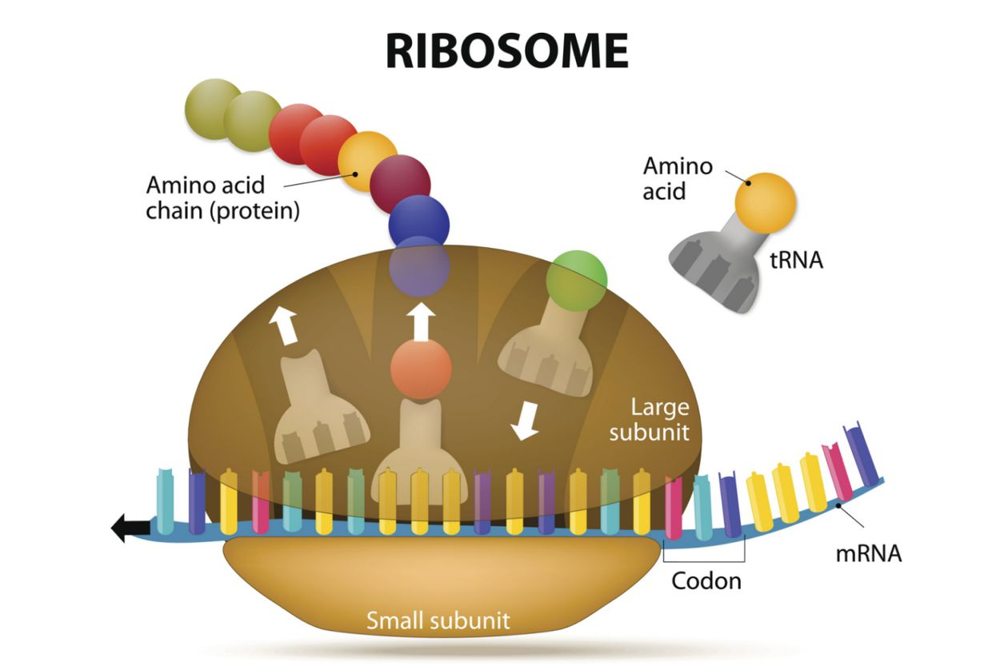 RIBOSOME
Amino acid
chain (protein)
Amino
acid
tRNA
Large
subunit
mRNA
Codon
Small subunit